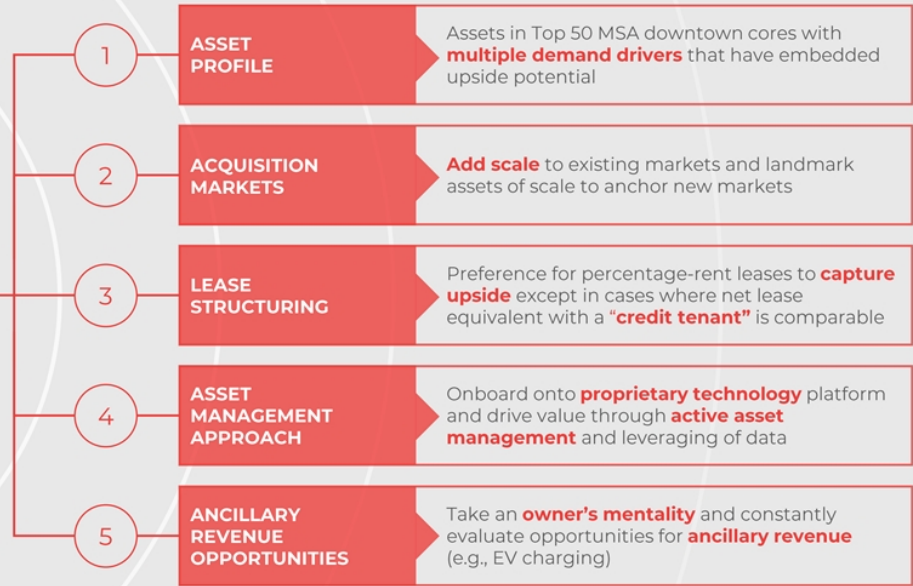 1
ASSET
PROFILE
Assets in Top 50 MSA downtown cores with
multiple demand drivers that have embedded
upside potential
2
ACQUISITION
MARKETS
Add scale to existing markets and landmark
assets of scale to anchor new markets
3
LEASE
STRUCTURING
Preference for percentage-rent leases to capture
upside except in cases where net lease
equivalent with a “credit tenant” is comparable
4
ASSET
MANAGEMENT
APPROACH
Onboard onto proprietary technology platform
and drive value through active asset
management and leveraging of data
5
ANCILLARY
REVENUE
OPPORTUNITIES
Take an owner’s mentality and constantly
evaluate opportunities for ancillary revenue
(e.g., EV charging)